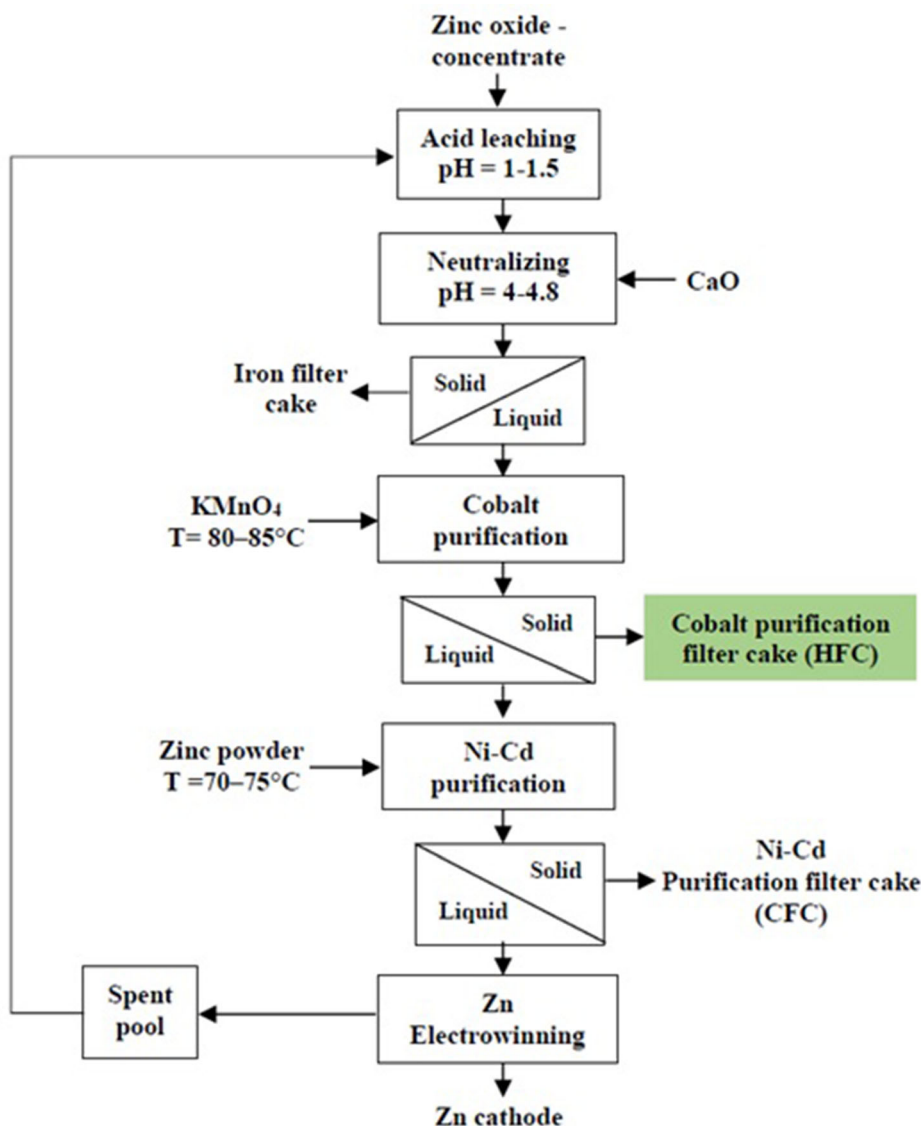 Zinc oxide -
concentrate
Acid leaching
pH = 1-1.5
Neutralizing
pH = 4-4.8
CaO
Iron filter
cake
Solid
Liquid
KMnO₄
T= 80–85°C
Cobalt
purification
Solid
Liquid
Cobalt purification
filter cake (HFC)
Zinc powder
T =70–75°C
Ni-Cd
purification
Solid
Liquid
Ni-Cd
Purification filter cake
(CFC)
Spent
pool
Zn
Electrowinning
Zn cathode